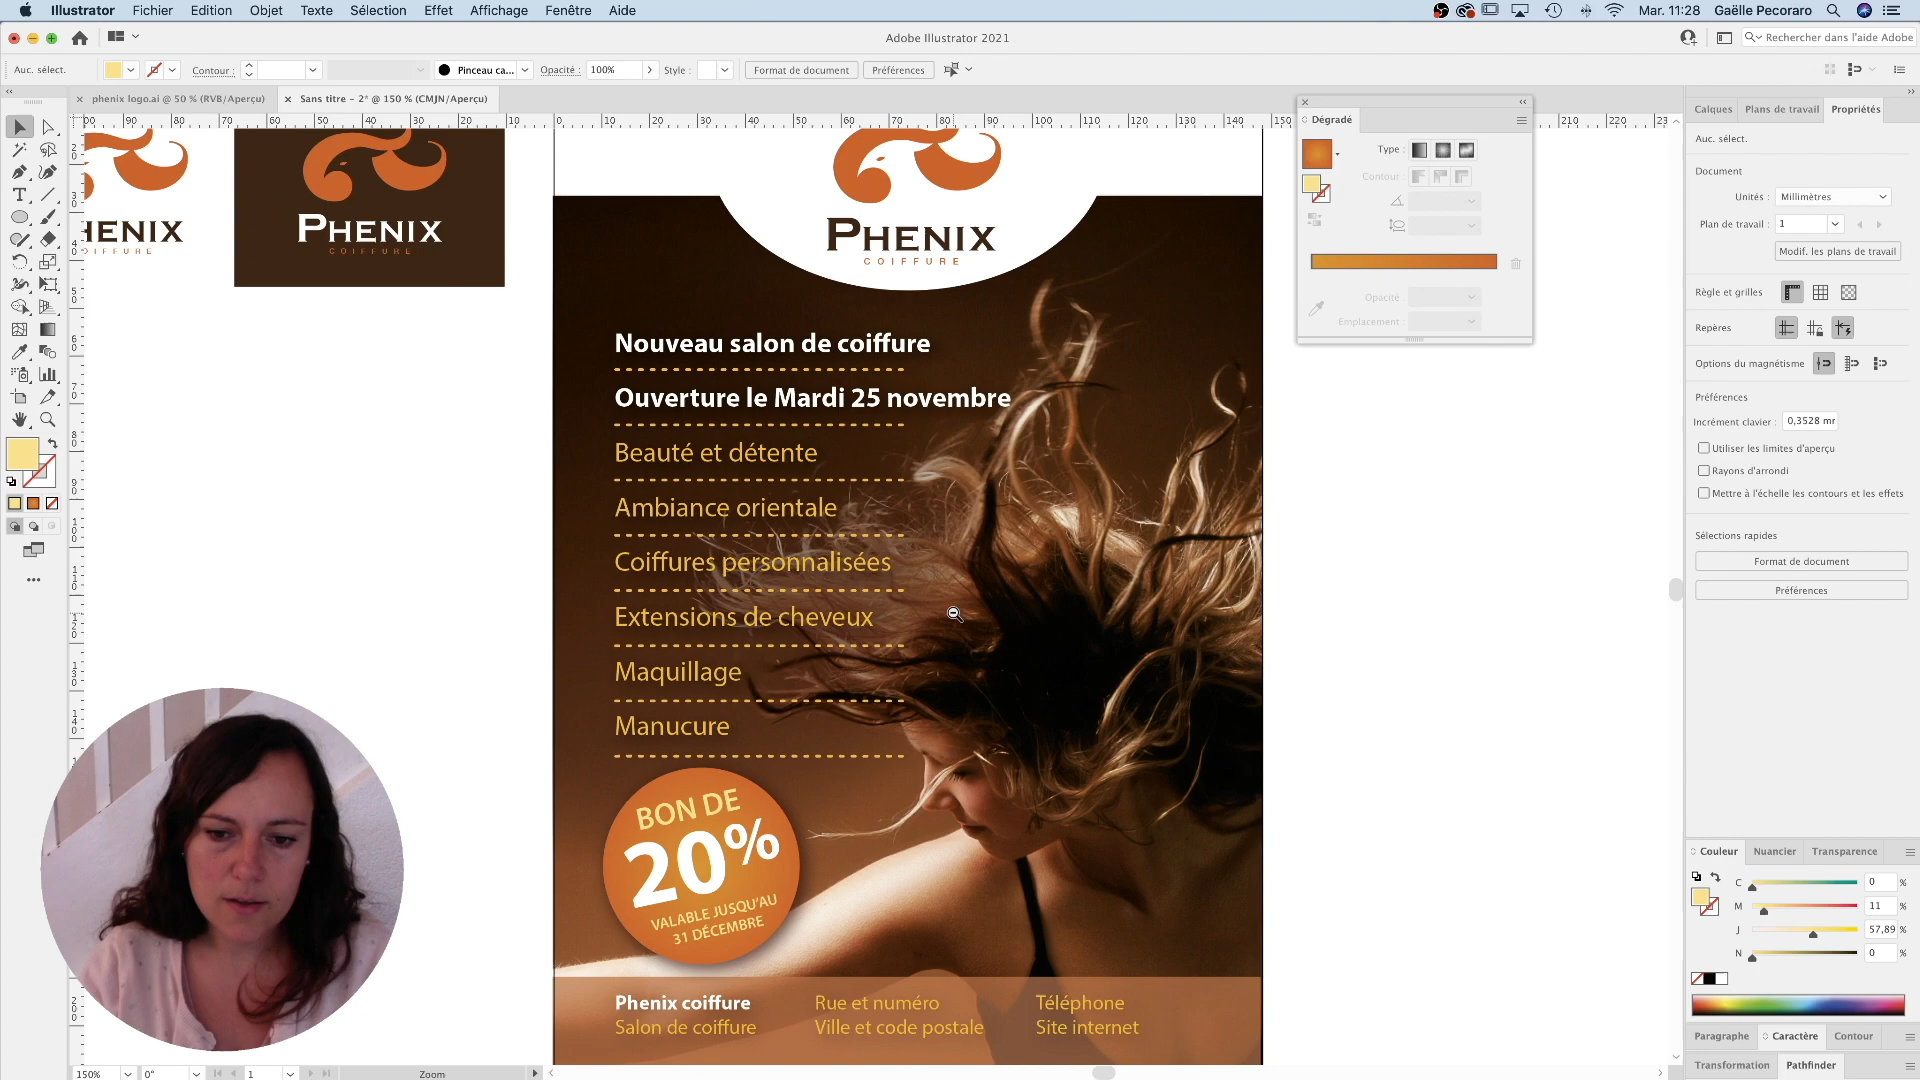 Illustrator Fichier Edition Objet Texte Sélection Effet Affichage Fenêtre Aide
Mar. 11:28 Gaëlle Pecoraro
Adobe Illustrator 2021
Rechercher dans l'aide Adobe
Auc. sélect.
Contour :
Pinceau ca...
Opacité : 100%
Style :
Format de document
Préférences
phenix logo.ai @ 50 % (RVB/Aperçu)
Sans titre – 2* @ 150 % (CMJN/Aperçu)
PHENIX
COIFFURE
PHENIX
COIFFURE
Nouveau salon de coiffure
Ouverture le Mardi 25 novembre
Beauté et détente
Ambiance orientale
Coiffures personnalisées
Extensions de cheveux
Maquillage
Manucure
BON DE
20%
VALABLE JUSQU'AU
31 DÉCEMBRE
Phenix coiffure
Salon de coiffure
Rue et numéro
Ville et code postale
Téléphone
Site internet
Dégradé
Type :
Contour :
Opacité :
Emplacement :
Calques Plans de travail Propriétés
Auc. sélect.
Document
Unités : Millimètres
Plan de travail : 1
Modif. les plans de travail
Règle et grilles
Repères
Options du magnétisme
Préférences
Incrément clavier : 0,3528 mm
Utiliser les limites d'aperçu
Rayons d'arrondi
Mettre à l'échelle les contours et les effets
Sélections rapides
Format de document
Préférences
Couleur Nuancier Transparence
C 0 %
M 11 %
J 57,89 %
N 0 %
Paragraphe Caractère Contour
Transformation Pathfinder
150% 0° 1 Zoom